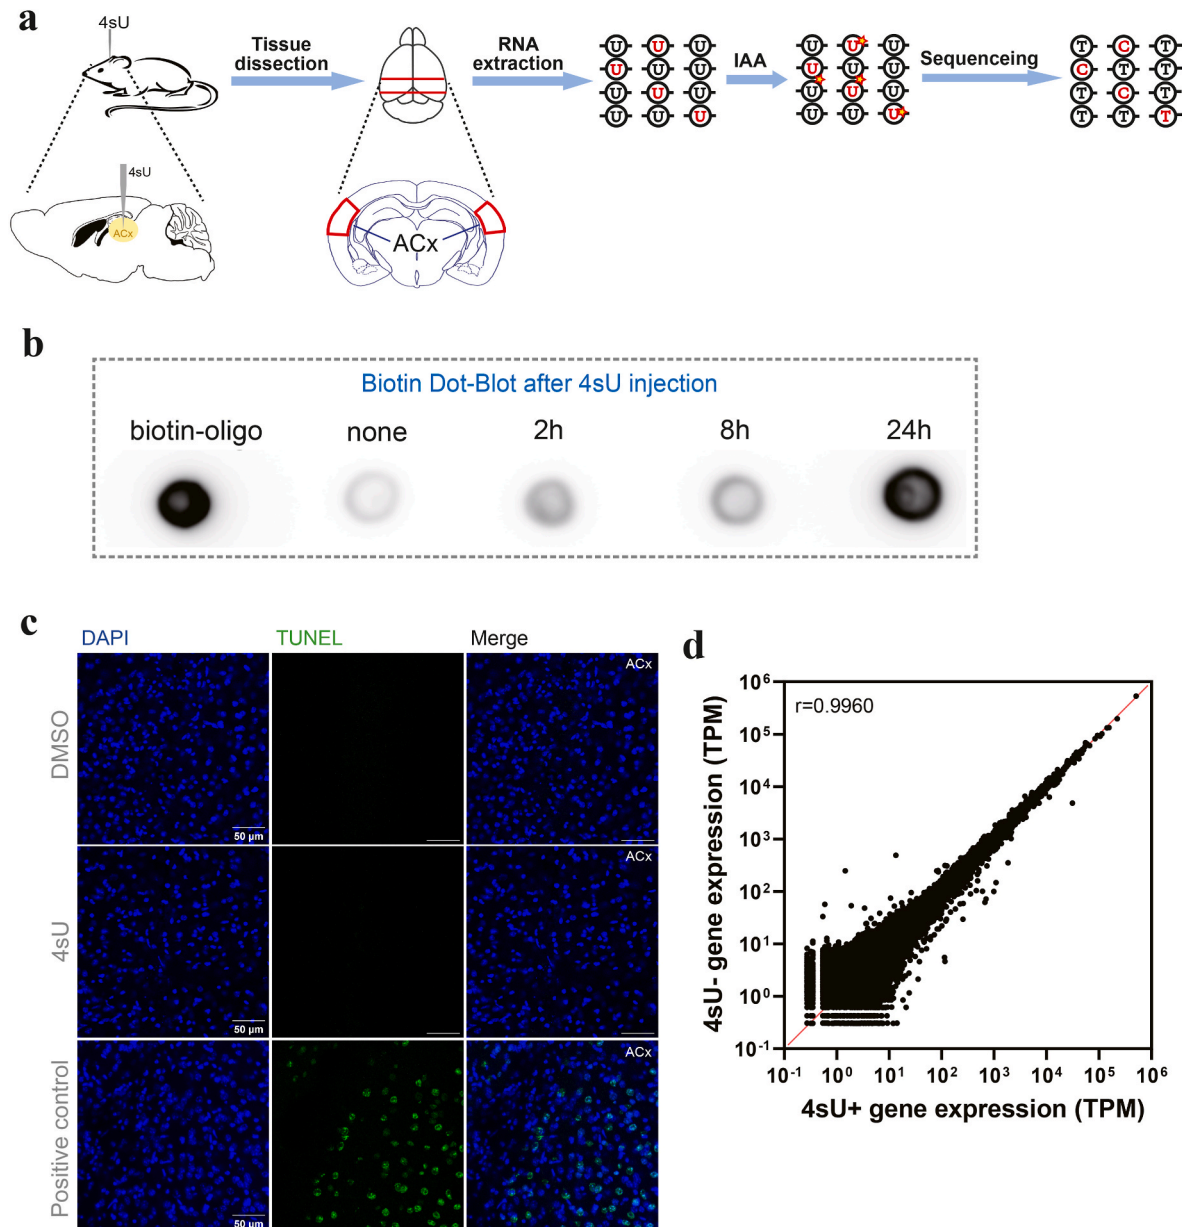 a
4sU
Tissue
dissection
RNA
extraction
IAA
Sequenceing
U U U
U U U
U U U
U U U
U U U
U U U
U U U
U U U
T C T
C T T
T C T
T T T
4sU
ACx
ACx
b
Biotin Dot-Blot after 4sU injection
biotin-oligo none 2h 8h 24h
c
DAPI TUNEL Merge
DMSO
ACx
50 µm
4sU
ACx
50 µm
Positive control
ACx
50 µm
d
r=0.9960
4sU- gene expression (TPM)
10⁶
10⁵
10⁴
10³
10²
10¹
10⁰
10⁻¹
10⁻¹ 10⁰ 10¹ 10² 10³ 10⁴ 10⁵ 10⁶
4sU+ gene expression (TPM)